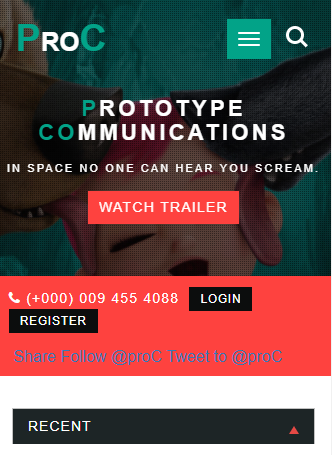 PROC
PROTOTYPE
COMMUNICATIONS
IN SPACE NO ONE CAN HEAR YOU SCREAM.
WATCH TRAILER
(+000) 009 455 4088 LOGIN
REGISTER
Share Follow @proC Tweet to @proC
RECENT